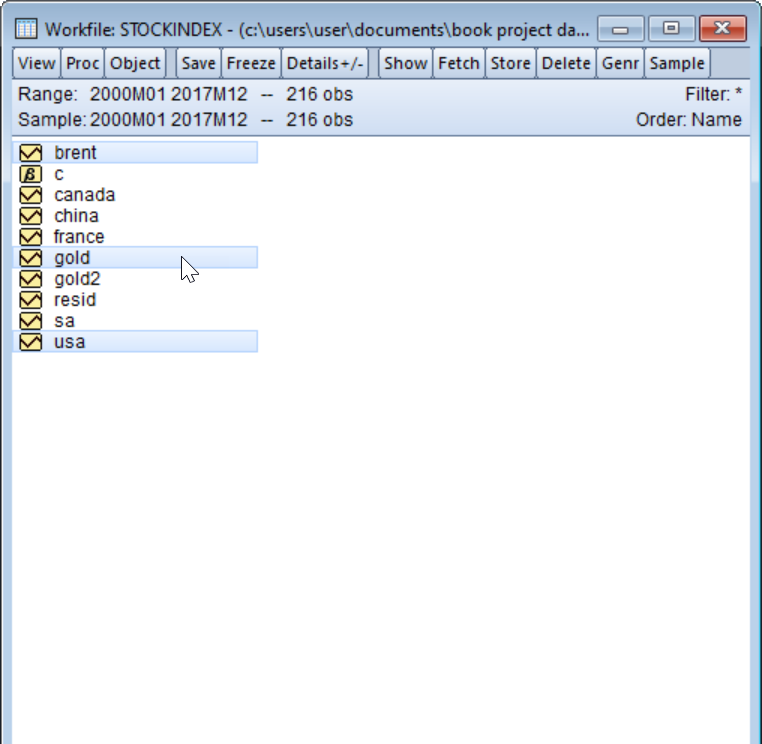 Workfile: STOCKINDEX - (c:\users\user\documents\book project da...
View Proc Object Save Freeze Details+/- Show Fetch Store Delete Genr Sample
Range: 2000M01 2017M12 -- 216 obs Filter: *
Sample: 2000M01 2017M12 -- 216 obs Order: Name
brent
β c
canada
china
france
gold
gold2
resid
sa
usa